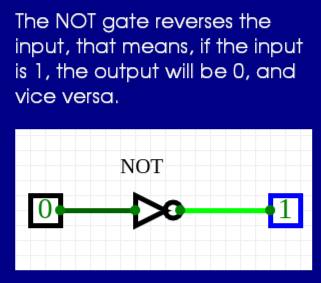 The NOT gate reverses the
input, that means, if the input
is 1, the output will be 0, and
vice versa.
NOT
0 1